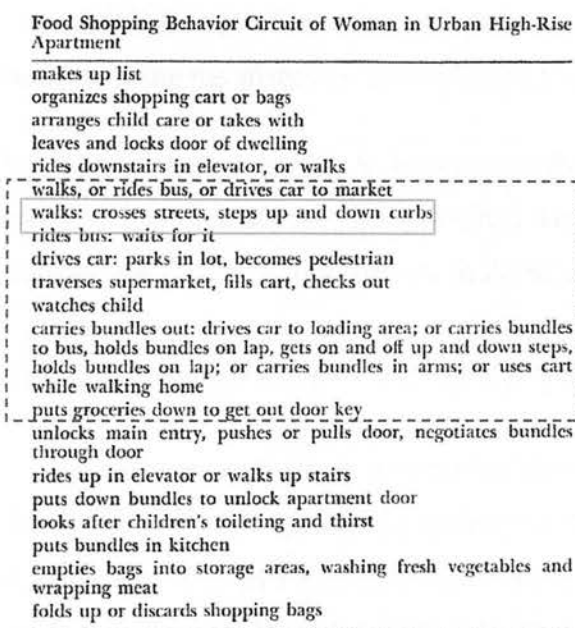 Food Shopping Behavior Circuit of Woman in Urban High-Rise
Apartment
makes up list
organizes shopping cart or bags
arranges child care or takes with
leaves and locks door of dwelling
rides downstairs in elevator, or walks
walks, or rides bus, or drives car to market
walks: crosses streets, steps up and down curbs
rides bus: waits for it
drives car: parks in lot, becomes pedestrian
traverses supermarket, fills cart, checks out
watches child
carries bundles out: drives car to loading area; or carries bundles
to bus, holds bundles on lap, gets on and off up and down steps,
holds bundles on lap; or carries bundles in arms; or uses cart
while walking home
puts groceries down to get out door key
unlocks main entry, pushes or pulls door, negotiates bundles
through door
rides up in elevator or walks up stairs
puts down bundles to unlock apartment door
looks after children's toileting and thirst
puts bundles in kitchen
empties bags into storage areas, washing fresh vegetables and
wrapping meat
folds up or discards shopping bags